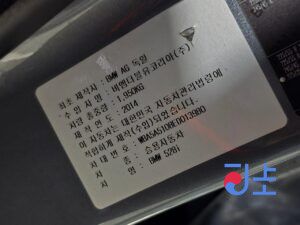 최초 제작사 : BMW AG 독일
수 입 자 명 : 비엠더블유코리아(주)
차량 총중량 : 1,950KG
제 작 연 도 : 2014
이 자동차는 대한민국 자동차관리법령에
적합하게 제작(수입)되었습니다.
차 대 번 호 :
차 종 : 승용자동차
차 명 : BMW 528i